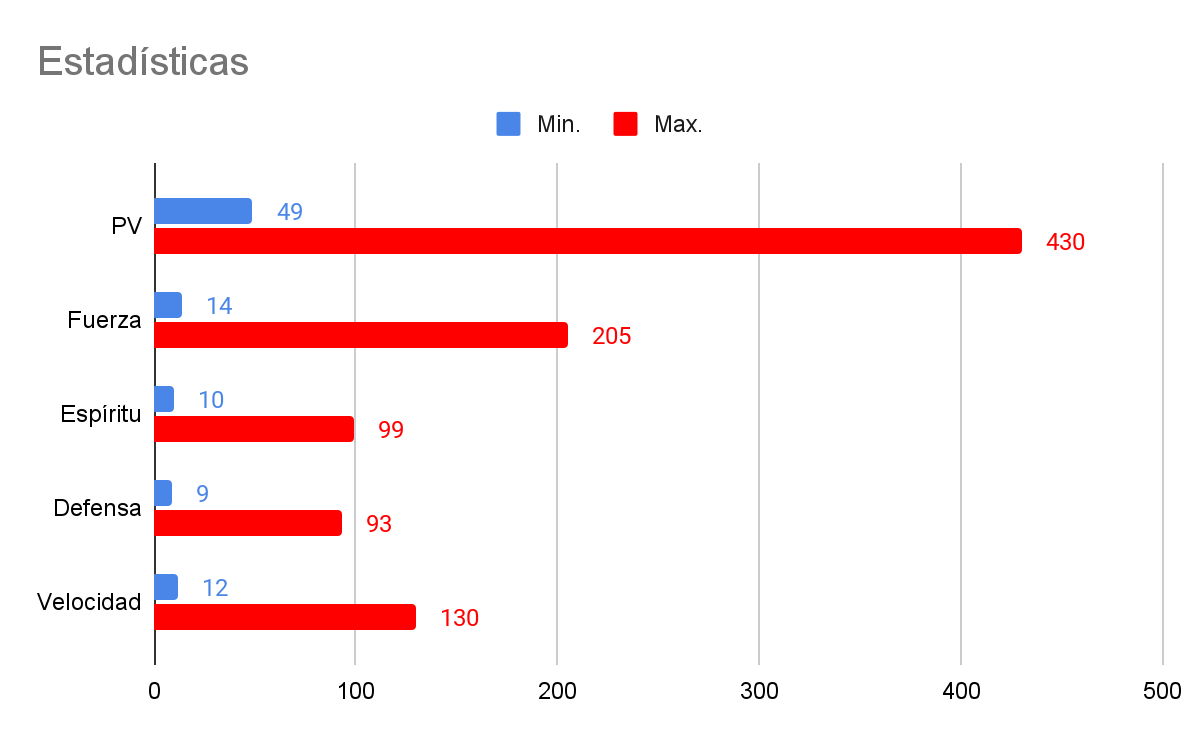 Estadísticas
Min. Max.
PV 49
430
Fuerza 14
205
Espíritu 10
99
Defensa 9
93
Velocidad 12
130
0 100 200 300 400 500